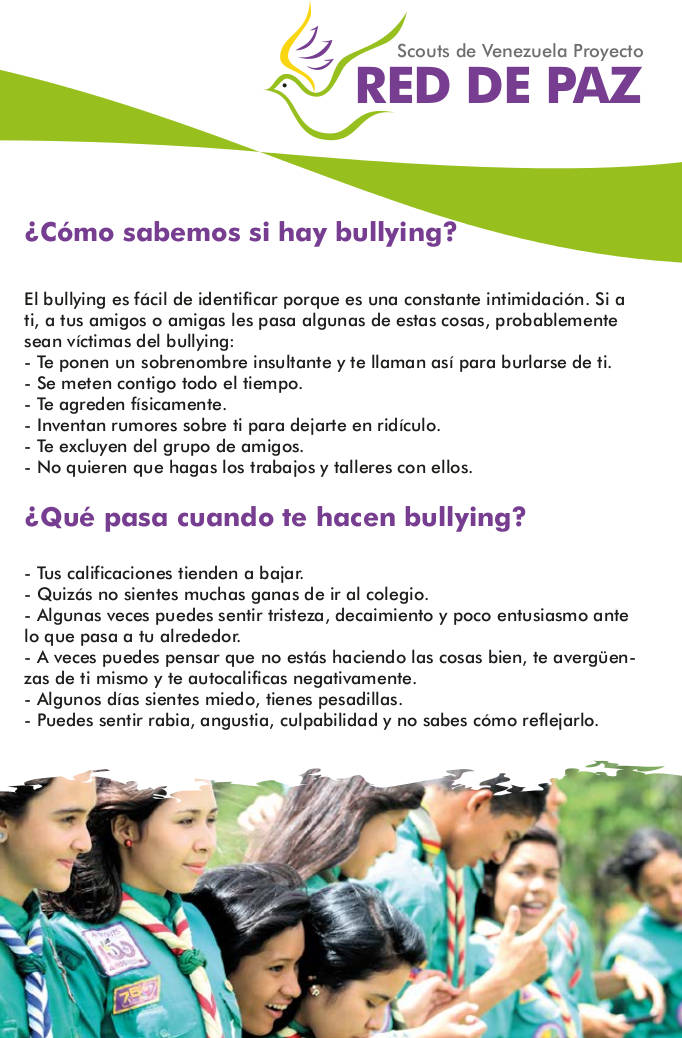 Scouts de Venezuela Proyecto
RED DE PAZ
¿Cómo sabemos si hay bullying?
El bullying es fácil de identificar porque es una constante intimidación. Si a
ti, a tus amigos o amigas les pasa algunas de estas cosas, probablemente
sean víctimas del bullying:
- Te ponen un sobrenombre insultante y te llaman así para burlarse de ti.
- Se meten contigo todo el tiempo.
- Te agreden físicamente.
- Inventan rumores sobre ti para dejarte en ridículo.
- Te excluyen del grupo de amigos.
- No quieren que hagas los trabajos y talleres con ellos.
¿Qué pasa cuando te hacen bullying?
- Tus calificaciones tienden a bajar.
- Quizás no sientes muchas ganas de ir al colegio.
- Algunas veces puedes sentir tristeza, decaimiento y poco entusiasmo ante
lo que pasa a tu alrededor.
- A veces puedes pensar que no estás haciendo las cosas bien, te avergüen-
zas de ti mismo y te autocalificas negativamente.
- Algunos días sientes miedo, tienes pesadillas.
- Puedes sentir rabia, angustia, culpabilidad y no sabes cómo reflejarlo.